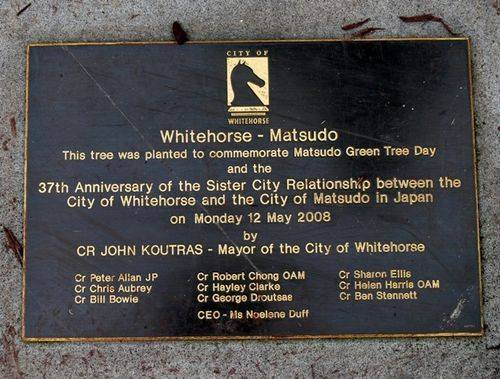 CITY OF
WHITEHORSE
Whitehorse - Matsudo
This tree was planted to commemorate Matsudo Green Tree Day
and the
37th Anniversary of the Sister City Relationship between the
City of Whitehorse and the City of Matsudo in Japan
on Monday 12 May 2008
by
CR JOHN KOUTRAS - Mayor of the City of Whitehorse
Cr Peter Allan JP Cr Robert Chong OAM Cr Sharon Ellis
Cr Chris Aubrey Cr Hayley Clarke Cr Helen Harris OAM
Cr Bill Bowie Cr George Droutsas Cr Ben Stennett
CEO - Ms Noelene Duff